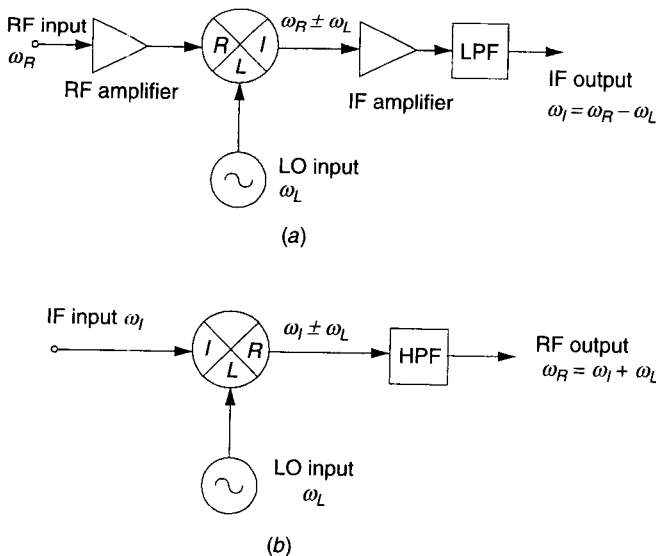 RF input
ω_R
RF amplifier
R
I
L
ω_R ± ω_L
IF amplifier
LPF
IF output
ω_I = ω_R − ω_L
LO input
ω_L
(a)
IF input ω_I
I
R
L
ω_I ± ω_L
HPF
RF output
ω_R = ω_I + ω_L
LO input
ω_L
(b)